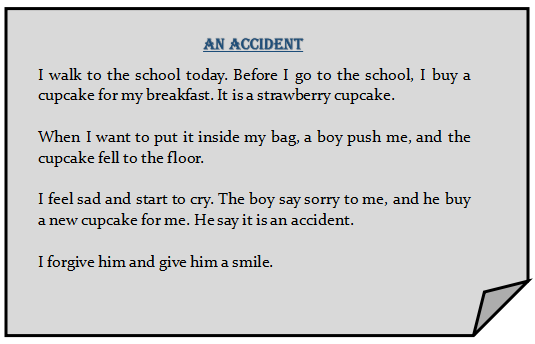 AN ACCIDENT
I walk to the school today. Before I go to the school, I buy a
cupcake for my breakfast. It is a strawberry cupcake.
When I want to put it inside my bag, a boy push me, and the
cupcake fell to the floor.
I feel sad and start to cry. The boy say sorry to me, and he buy
a new cupcake for me. He say it is an accident.
I forgive him and give him a smile.